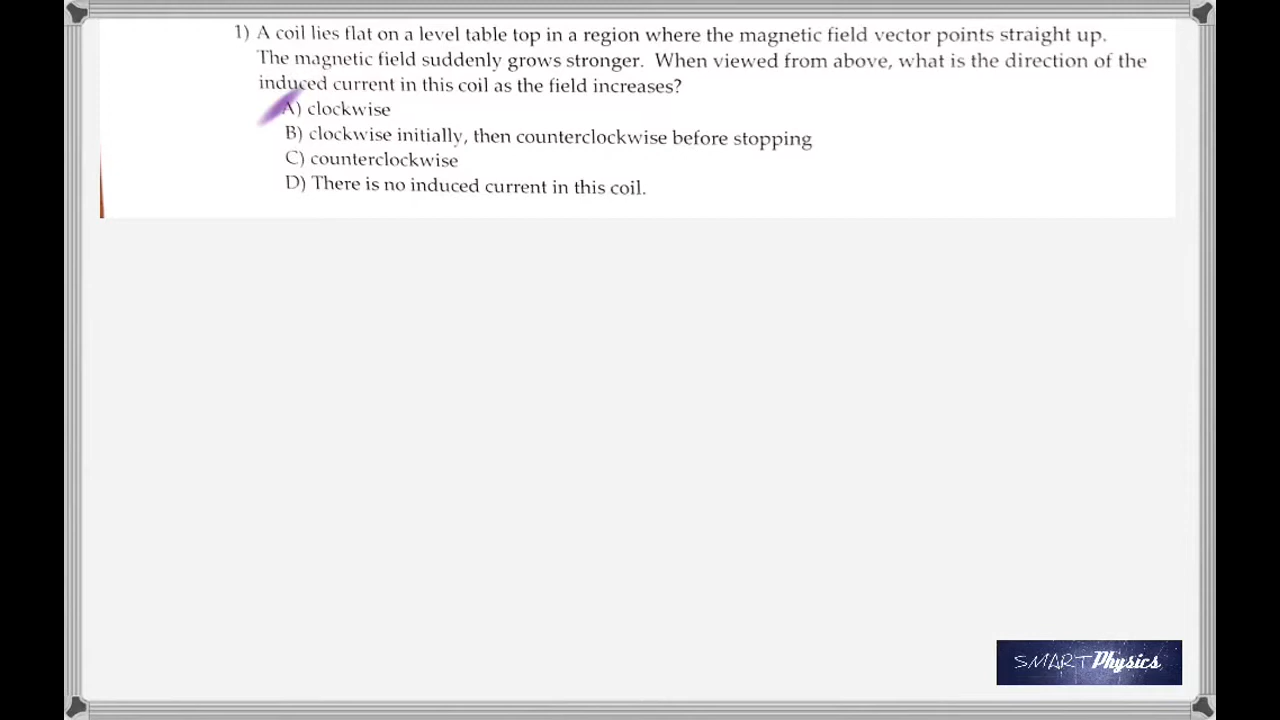 1) A coil lies flat on a level table top in a region where the magnetic field vector points straight up.
The magnetic field suddenly grows stronger. When viewed from above, what is the direction of the
induced current in this coil as the field increases?
A) clockwise
B) clockwise initially, then counterclockwise before stopping
C) counterclockwise
D) There is no induced current in this coil.
SMART Physics